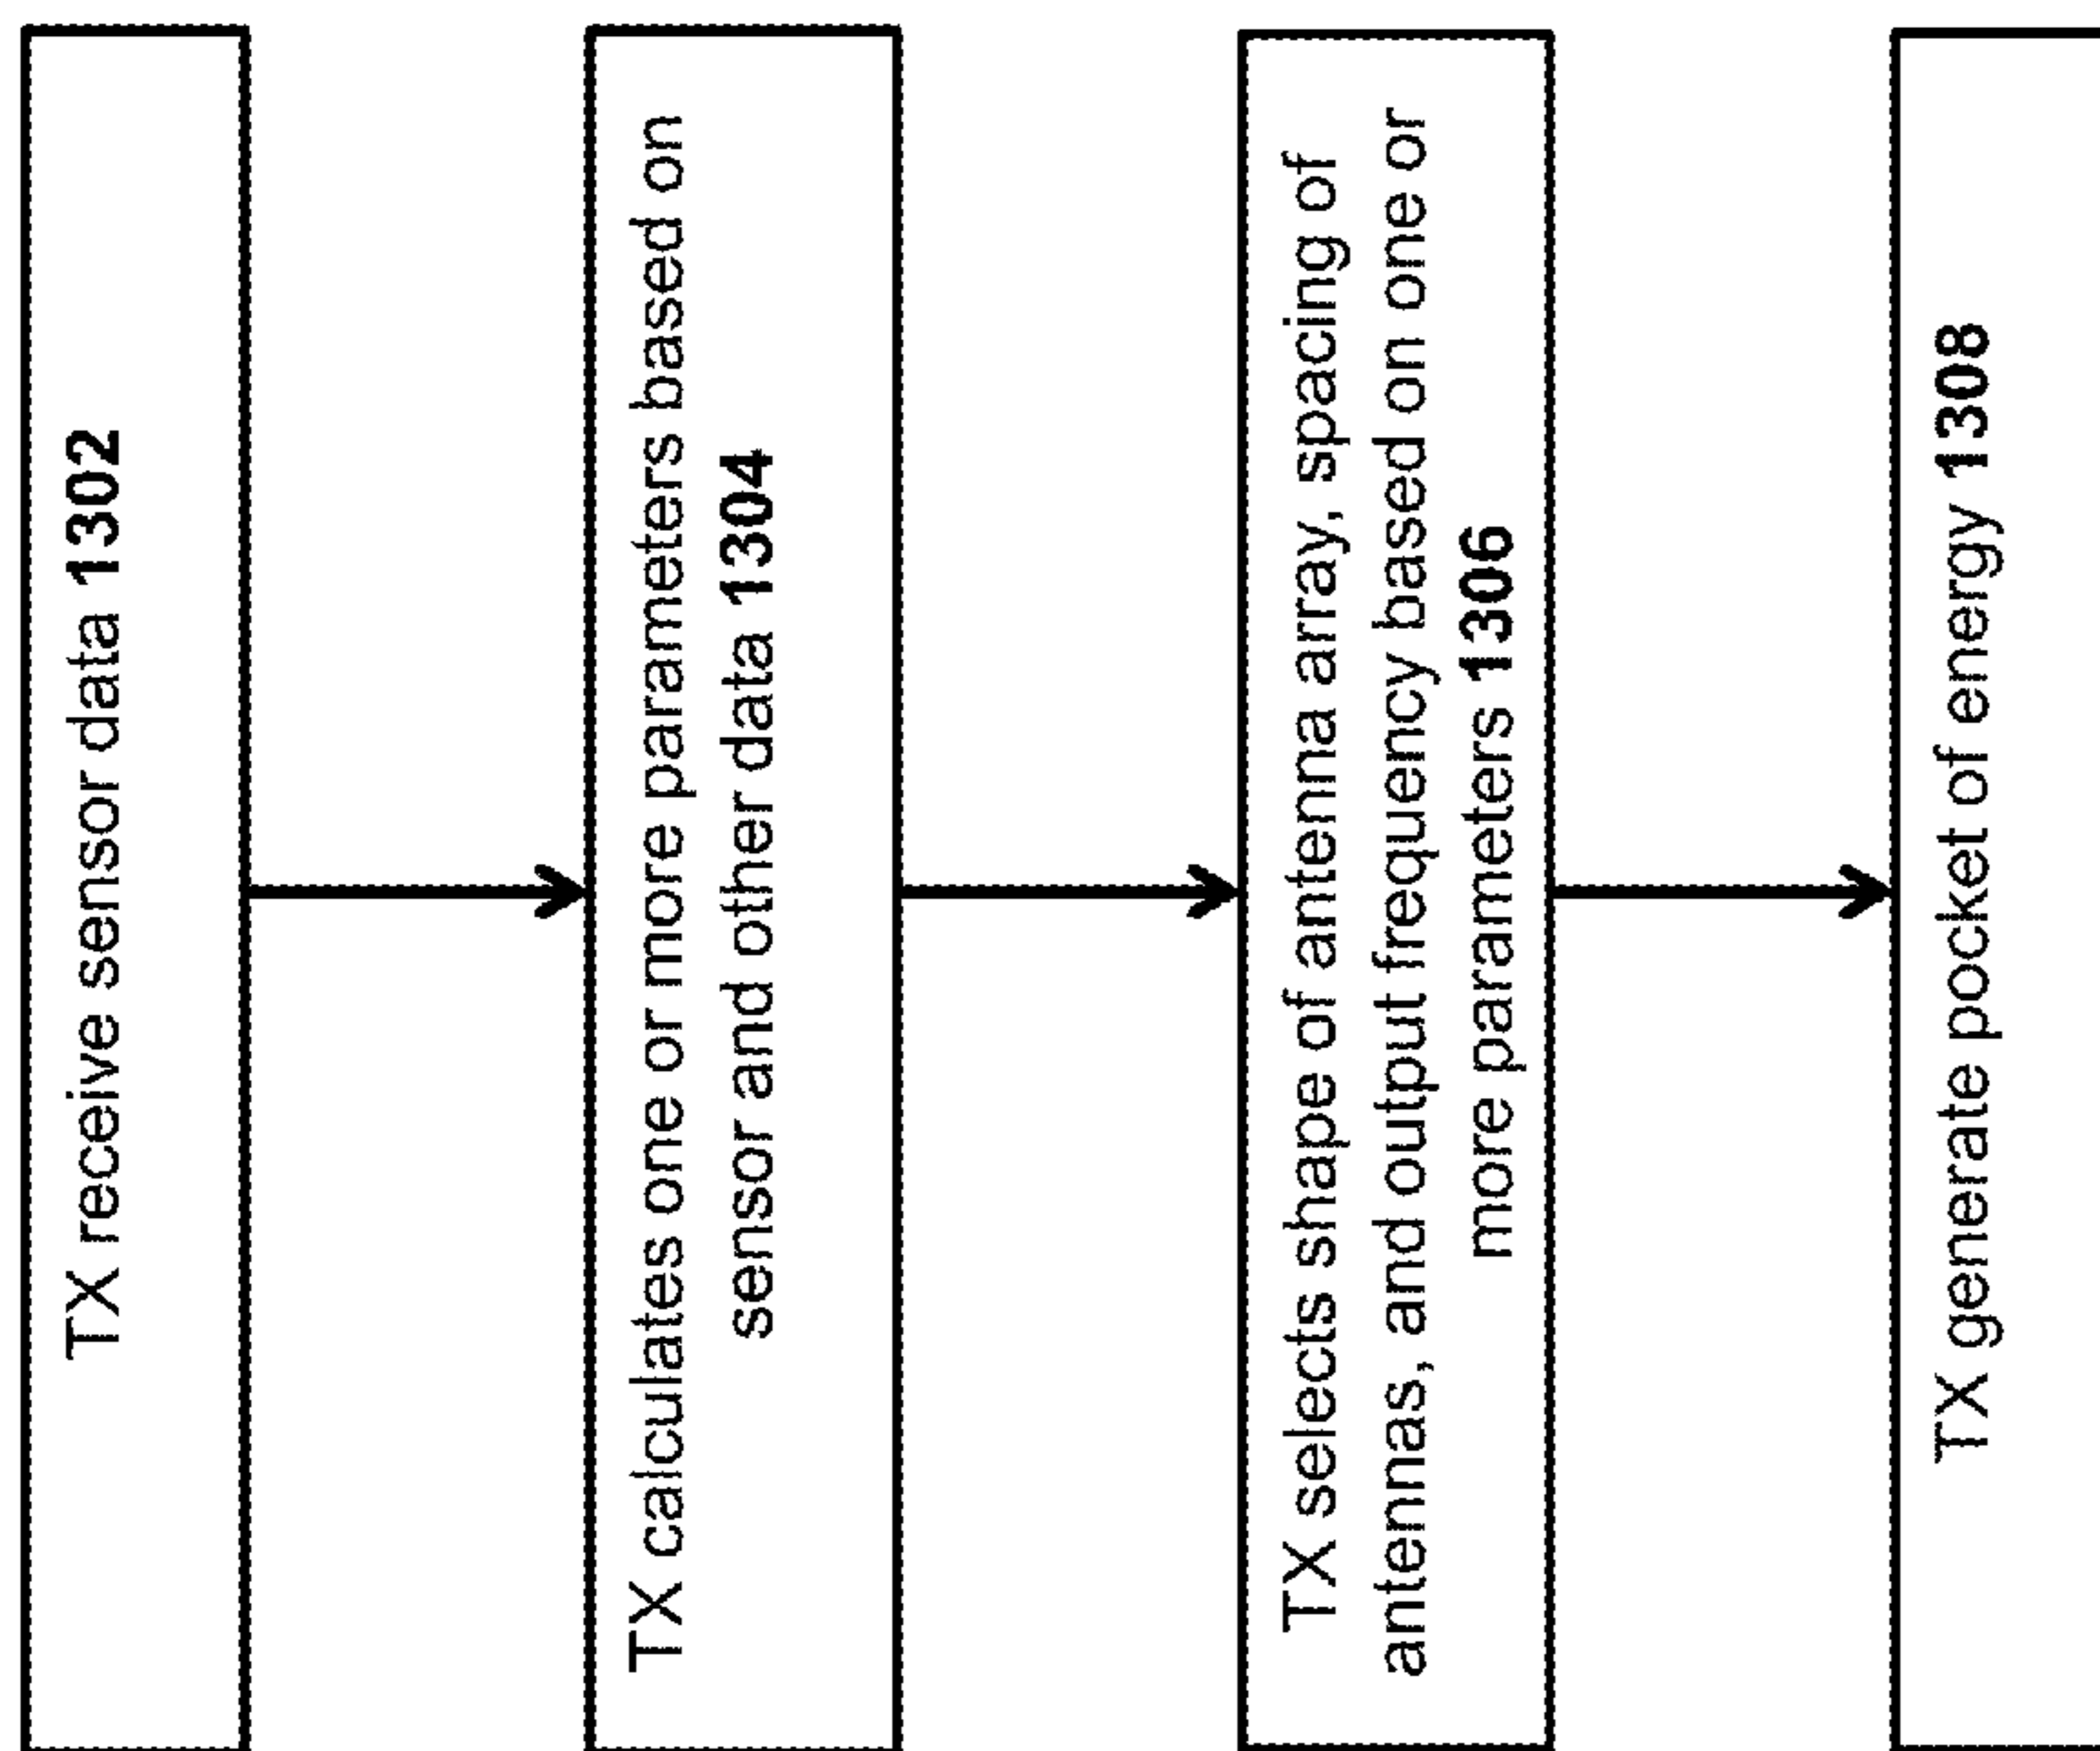 TX receive sensor data 1302
TX calculates one or more parameters based on
sensor and other data 1304
TX selects shape of antenna array, spacing of
antennas, and output frequency based on one or
more parameters 1306
TX generate pocket of energy 1308